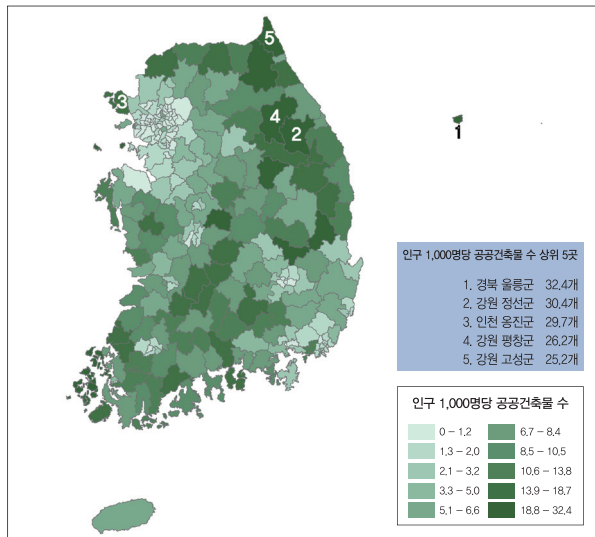 5
3
4
2
1
인구 1,000명당 공공건축물 수 상위 5곳
1. 경북 울릉군 32.4개
2. 강원 정선군 30.4개
3. 인천 옹진군 29.7개
4. 강원 평창군 26.2개
5. 강원 고성군 25.2개
인구 1,000명당 공공건축물 수
0 – 1.2 6.7 – 8.4
1.3 – 2.0 8.5 – 10.5
2.1 – 3.2 10.6 – 13.8
3.3 – 5.0 13.9 – 18.7
5.1 – 6.6 18.8 – 32.4